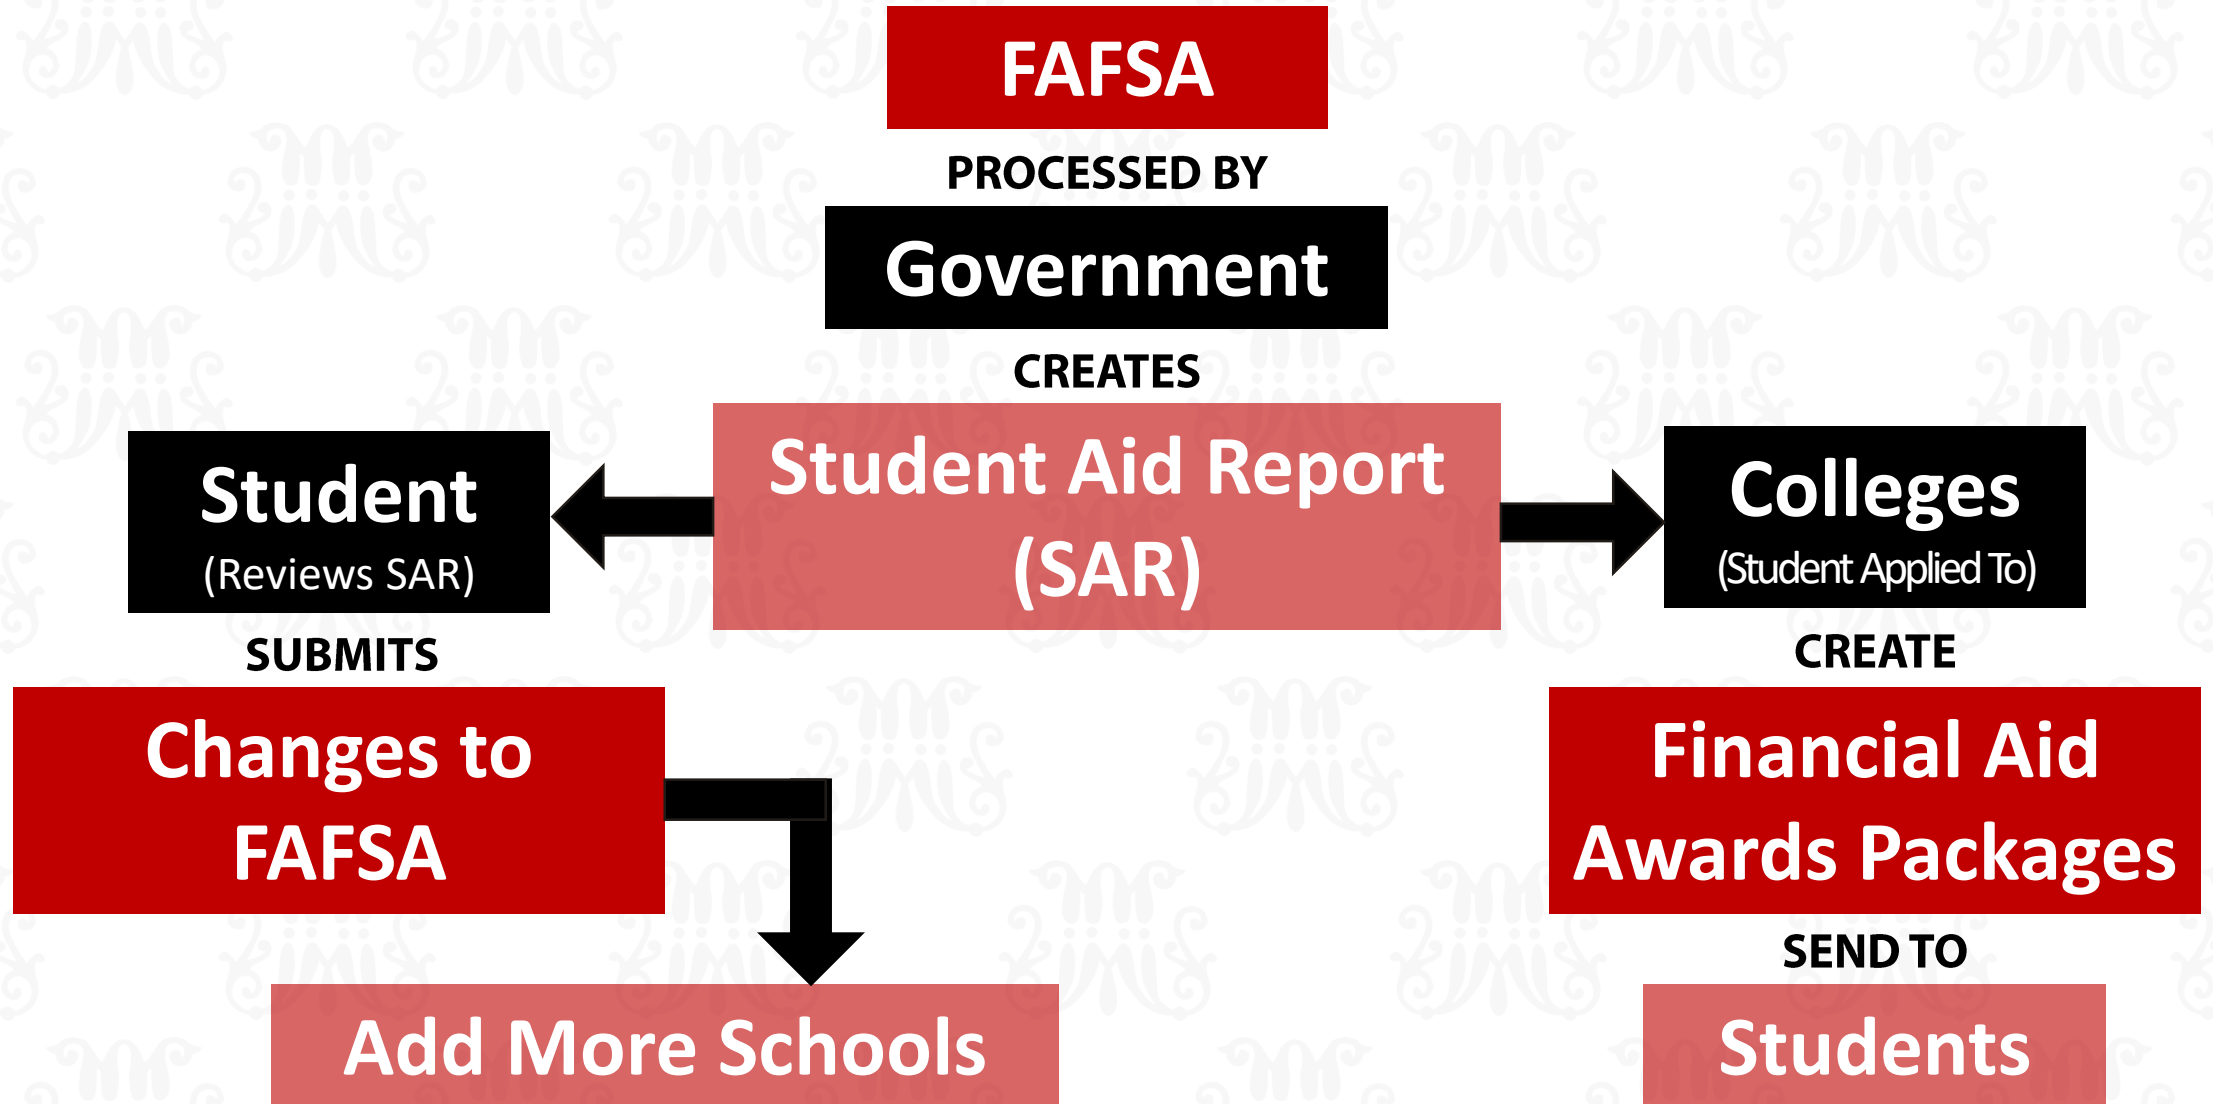 FAFSA
PROCESSED BY
Government
CREATES
Student Aid Report
(SAR)
Student
(Reviews SAR)
SUBMITS
Changes to
FAFSA
Add More Schools
Colleges
(Student Applied To)
CREATE
Financial Aid
Awards Packages
SEND TO
Students